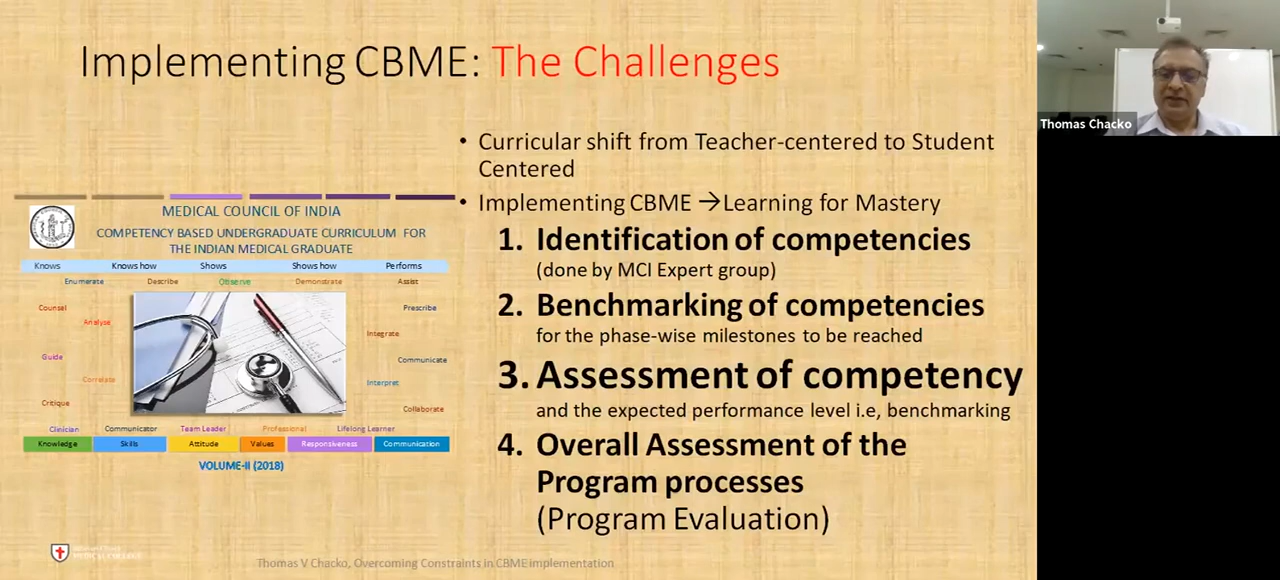 Implementing CBME: The Challenges
Thomas Chacko
• Curricular shift from Teacher-centered to Student
Centered
• Implementing CBME →Learning for Mastery
1. Identification of competencies
(done by MCI Expert group)
2. Benchmarking of competencies
for the phase-wise milestones to be reached
3. Assessment of competency
and the expected performance level i.e, benchmarking
4. Overall Assessment of the
Program processes
(Program Evaluation)
MEDICAL COUNCIL OF INDIA
COMPETENCY BASED UNDERGRADUATE CURRICULUM FOR
THE INDIAN MEDICAL GRADUATE
Knows Knows how Shows Shows how Performs
Enumerate Describe Observe Demonstrate Assist
Counsel Prescribe
Analyse
Integrate
Guide Communicate
Correlate Interpret
Critique Collaborate
Clinician Communicator Team Leader Professional Lifelong Learner
Knowledge Skills Attitude Values Responsiveness Communication
VOLUME-II (2018)
Thomas V Chacko, Overcoming Constraints in CBME implementation